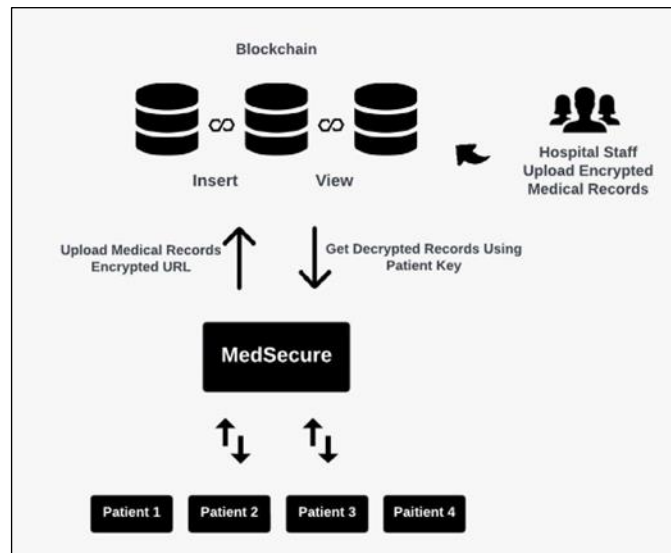 Blockchain
Hospital Staff
Upload Encrypted
Medical Records
Insert
View
Upload Medical Records
Encrypted URL
Get Decrypted Records Using
Patient Key
MedSecure
Patient 1
Patient 2
Patient 3
Paitient 4